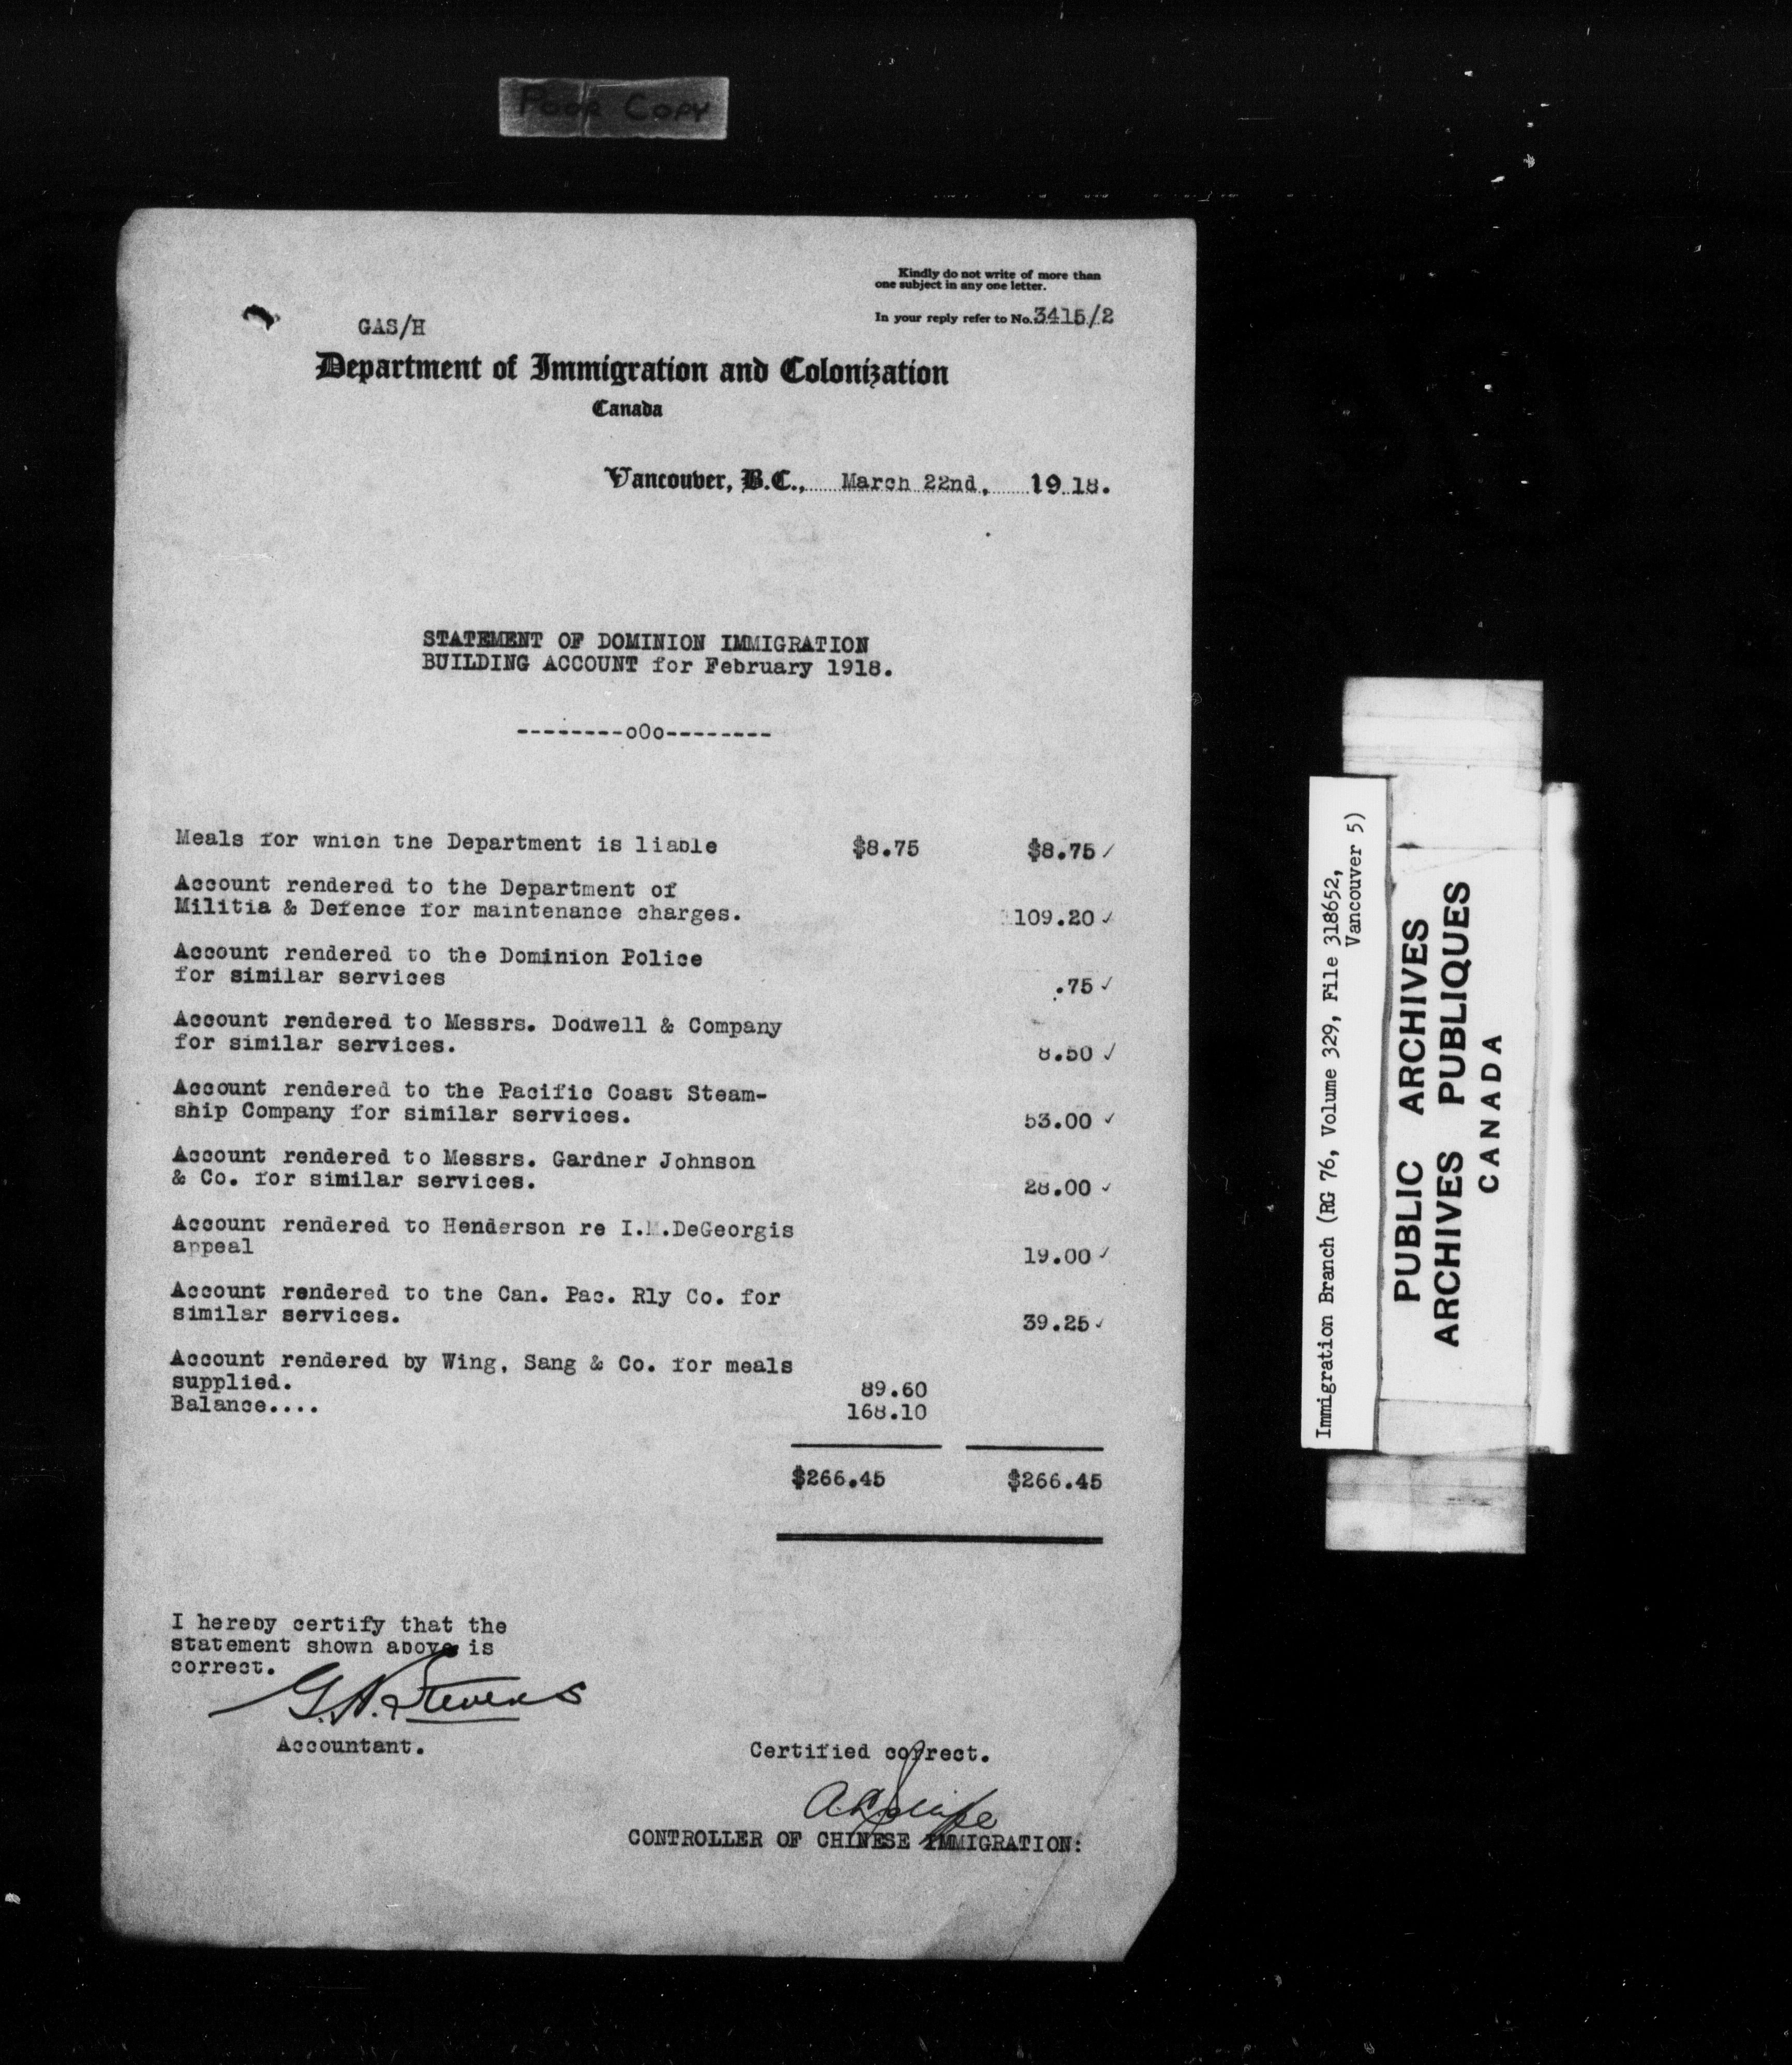 POOR COPY
Kindly do not write of more than
one subject in any one letter.
In your reply refer to No. 3415/2
GAS/H
Department of Immigration and Colonization
Canada
Vancouver, B.C., March 22nd, 1918.
STATEMENT OF DOMINION IMMIGRATION
BUILDING ACCOUNT for February 1918.
--------oOo--------
Meals for which the Department is liable $8.75 $8.75 ✓
Account rendered to the Department of
Militia & Defence for maintenance charges. 109.20 ✓
Account rendered to the Dominion Police
for similar services .75 ✓
Account rendered to Messrs. Dodwell & Company
for similar services. 8.50 ✓
Account rendered to the Pacific Coast Steam-
ship Company for similar services. 53.00 ✓
Account rendered to Messrs. Gardner Johnson
& Co. for similar services. 28.00 ✓
Account rendered to Henderson re I.M.DeGeorgis
appeal 19.00 ✓
Account rendered to the Can. Pac. Rly Co. for
similar services. 39.25 ✓
Account rendered by Wing, Sang & Co. for meals
supplied. 89.60
Balance.... 168.10
$266.45 $266.45
I hereby certify that the
statement shown above is
correct.
G.A. Stevens
Accountant.
Certified correct.
CONTROLLER OF CHINESE IMMIGRATION:
Immigration Branch (RG 76, Volume 329, File 318652,
Vancouver 5)
PUBLIC ARCHIVES
ARCHIVES PUBLIQUES
CANADA